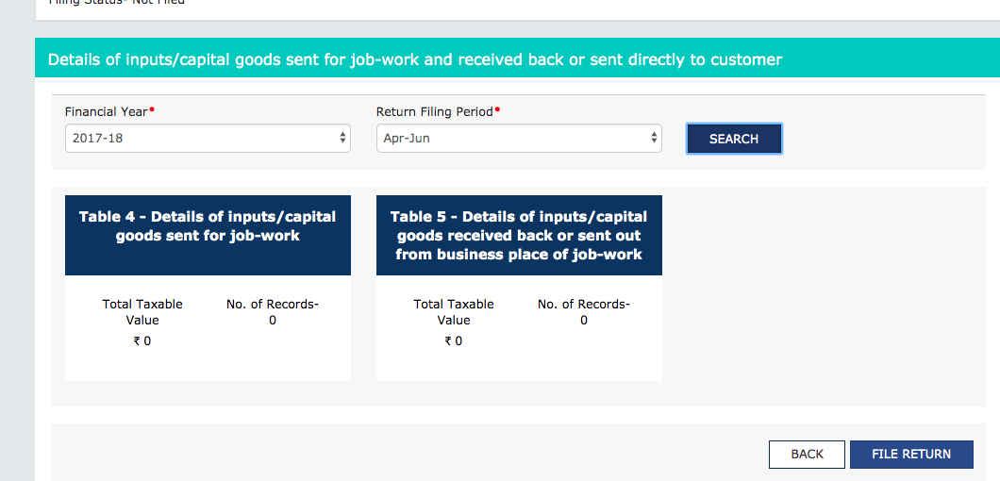 Filing Status- Not Filed
Details of inputs/capital goods sent for job-work and received back or sent directly to customer
Financial Year•
Return Filing Period•
2017-18
Apr-Jun
SEARCH
Table 4 - Details of inputs/capital
goods sent for job-work
Table 5 - Details of inputs/capital
goods received back or sent out
from business place of job-work
Total Taxable
Value
₹ 0
No. of Records-
0
Total Taxable
Value
₹ 0
No. of Records-
0
BACK
FILE RETURN